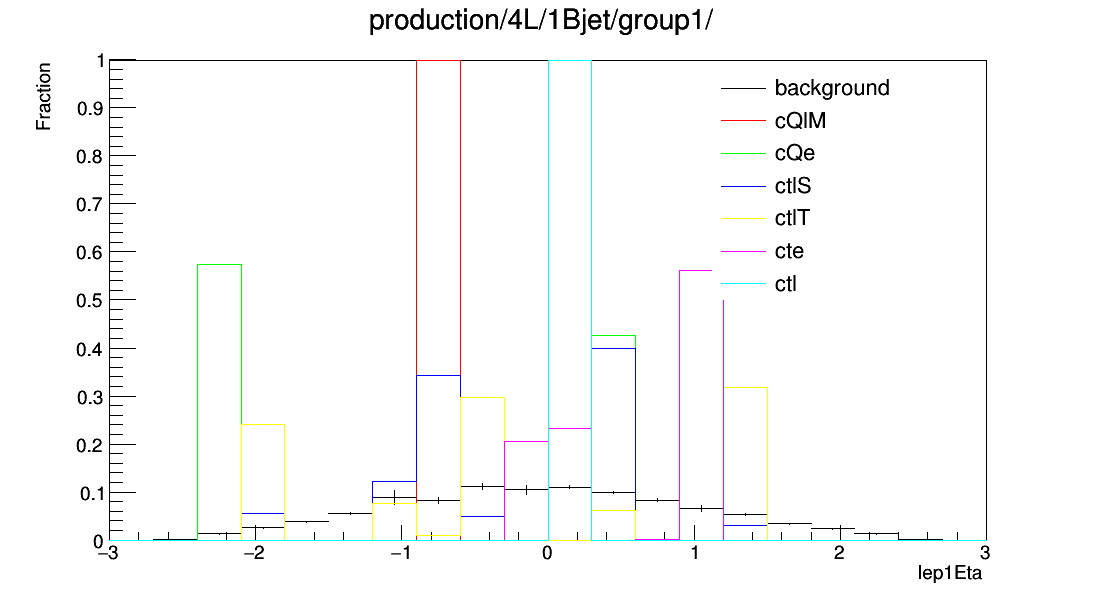 production/4L/1Bjet/group1/
Fraction
1
0.9
0.8
0.7
0.6
0.5
0.4
0.3
0.2
0.1
0
background
cQlM
cQe
ctlS
ctlT
cte
ctl
−3 −2 −1 0 1 2 3
lep1Eta